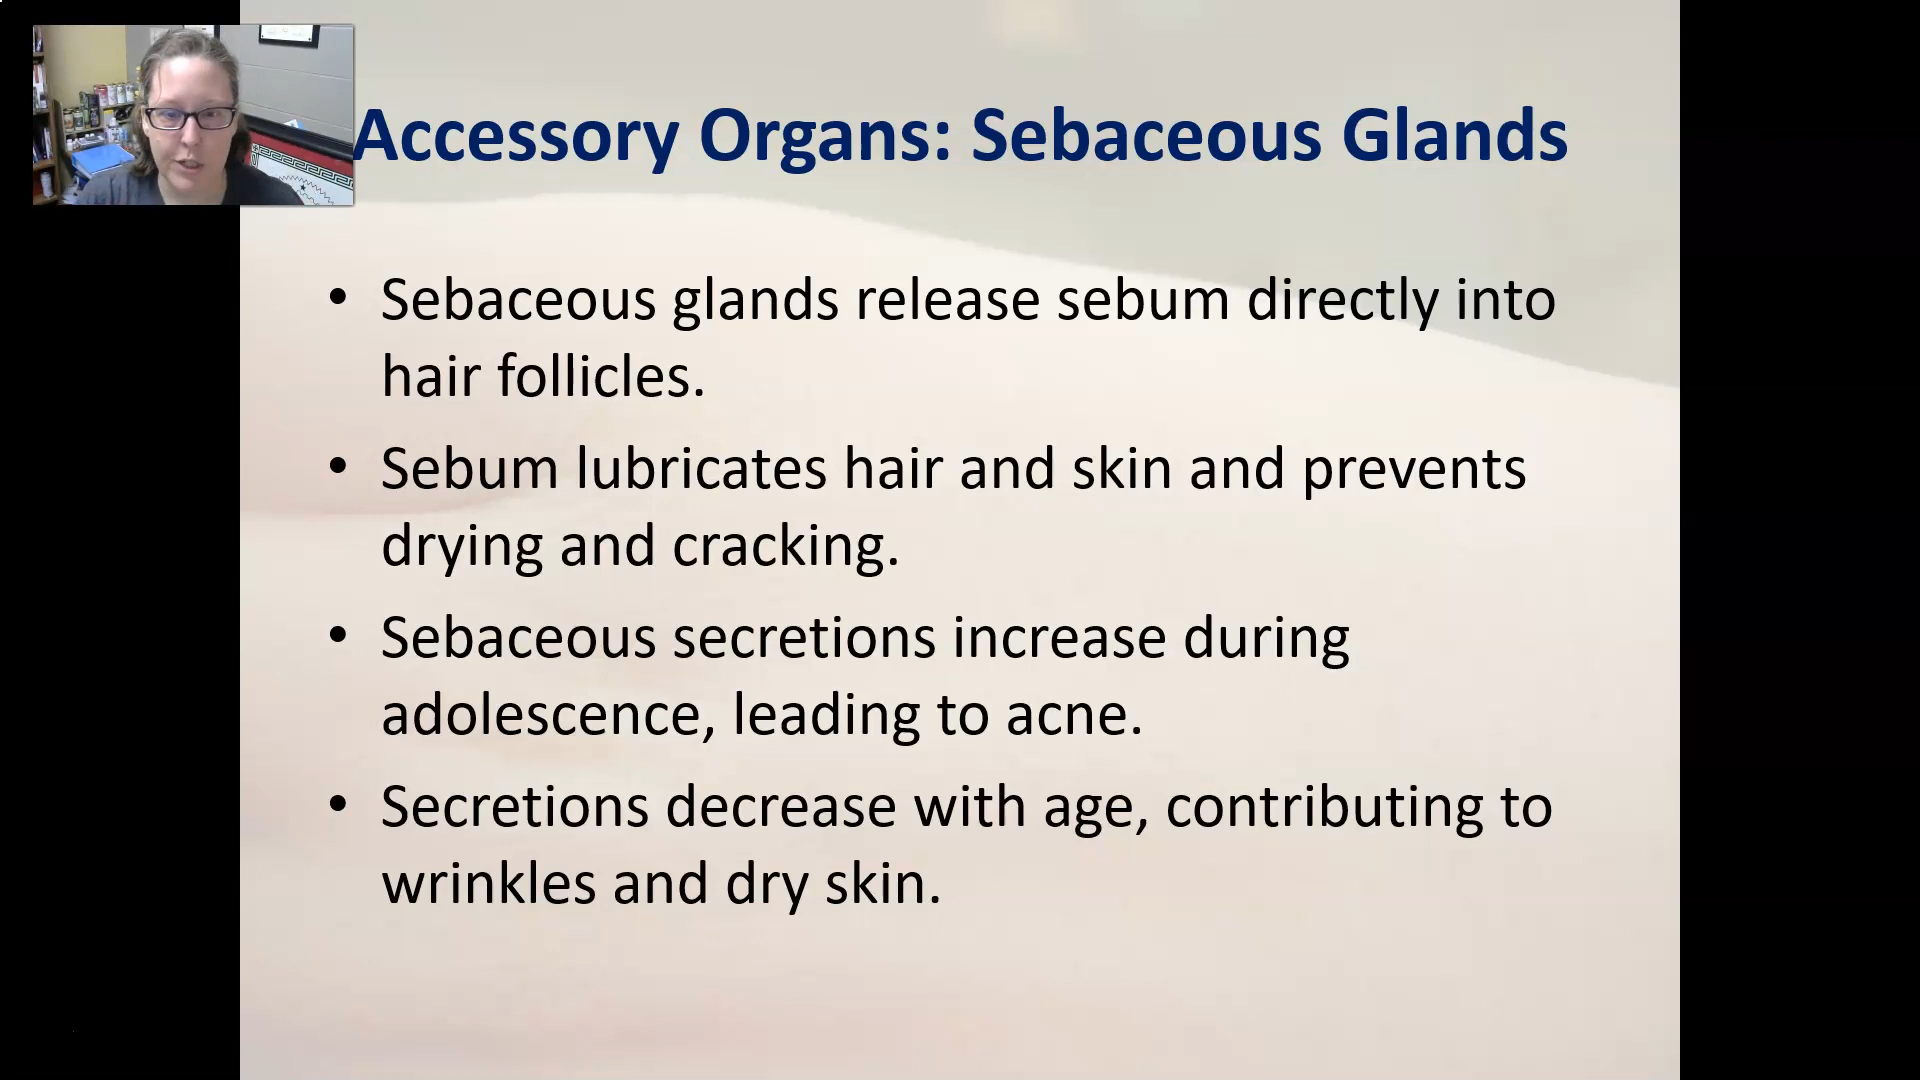 Accessory Organs: Sebaceous Glands
• Sebaceous glands release sebum directly into
hair follicles.
• Sebum lubricates hair and skin and prevents
drying and cracking.
• Sebaceous secretions increase during
adolescence, leading to acne.
• Secretions decrease with age, contributing to
wrinkles and dry skin.